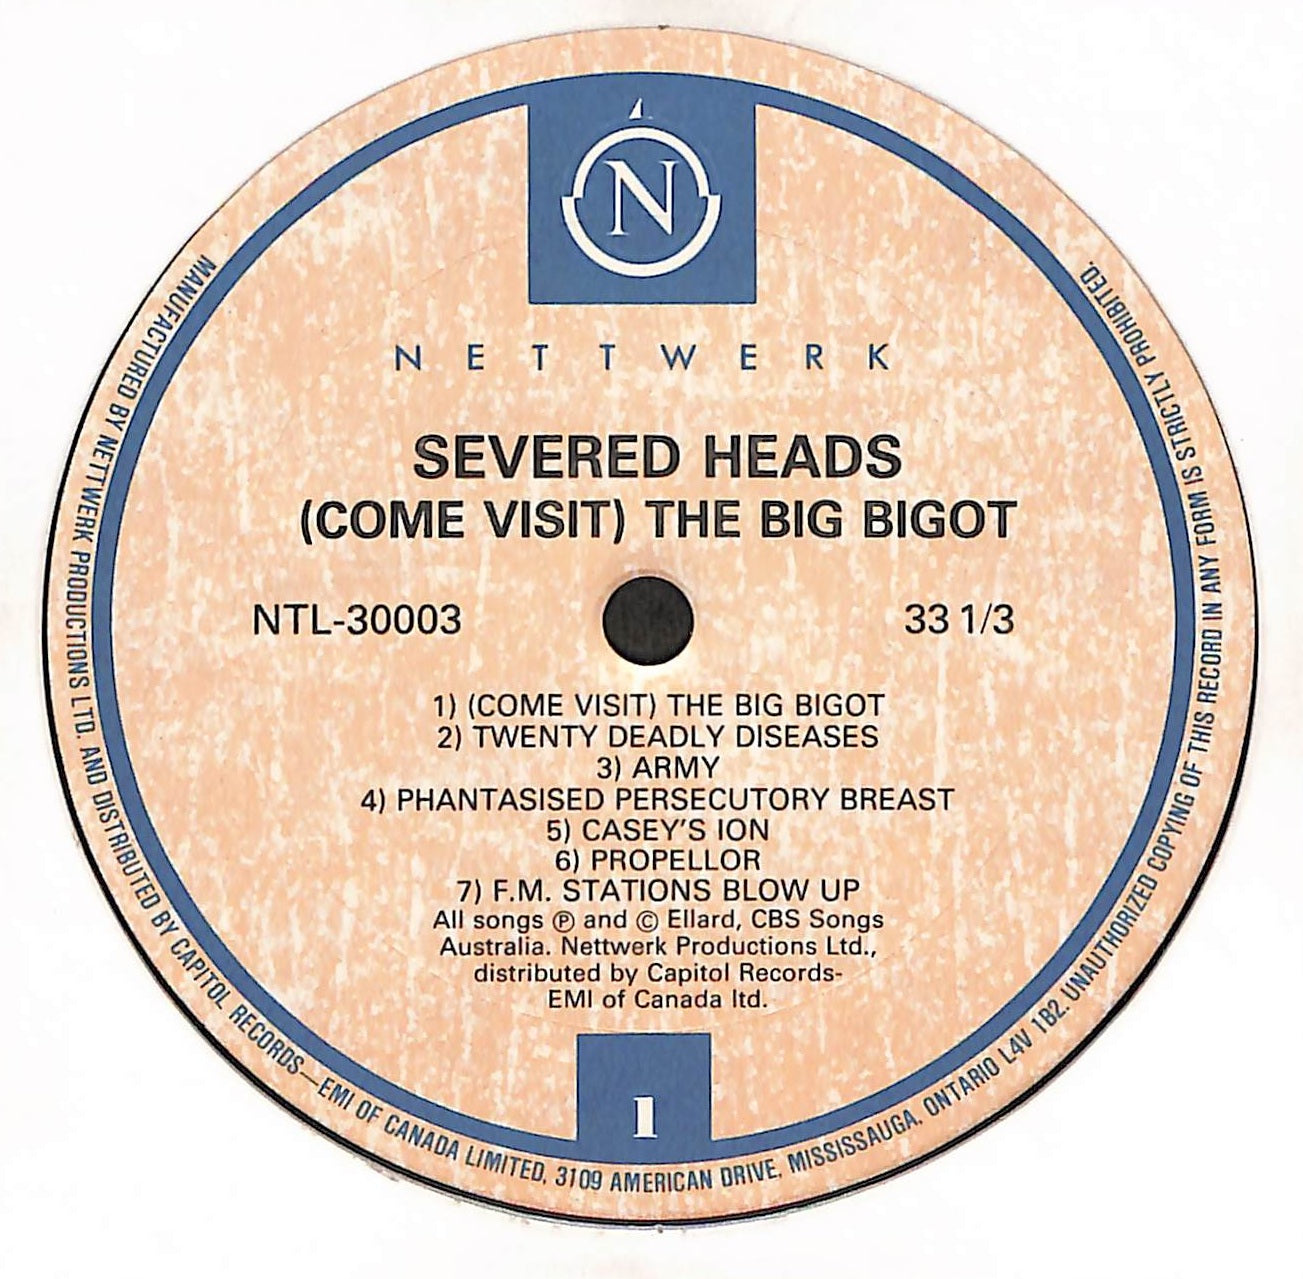 N
NETTWERK
SEVERED HEADS
(COME VISIT) THE BIG BIGOT
NTL-30003
33 1/3
1) (COME VISIT) THE BIG BIGOT
2) TWENTY DEADLY DISEASES
3) ARMY
4) PHANTASISED PERSECUTORY BREAST
5) CASEY'S ION
6) PROPELLOR
7) F.M. STATIONS BLOW UP
All songs ℗ and © Ellard, CBS Songs
Australia. Nettwerk Productions Ltd.,
distributed by Capitol Records-
EMI of Canada ltd.
1
MANUFACTURED BY NETTWERK PRODUCTIONS LTD. AND DISTRIBUTED BY CAPITOL RECORDS—EMI OF CANADA LIMITED, 3109 AMERICAN DRIVE, MISSISSAUGA, ONTARIO L4V 1B2. UNAUTHORIZED COPYING OF THIS RECORD IN ANY FORM IS STRICTLY PROHIBITED.